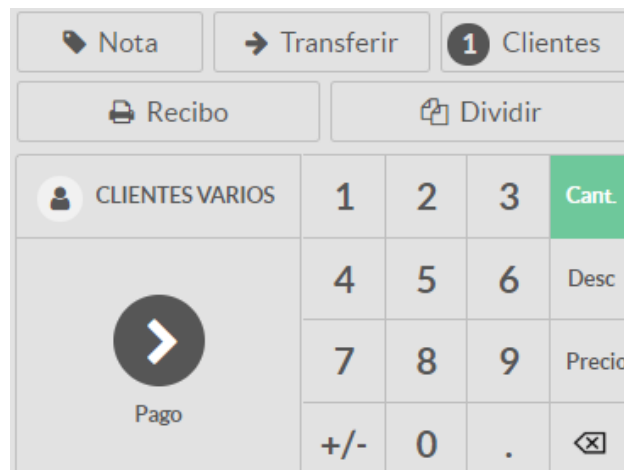 Nota Transferir 1 Clientes
Recibo Dividir
CLIENTES VARIOS 1 2 3 Cant.
4 5 6 Desc
7 8 9 Precio
Pago
+/- 0 .